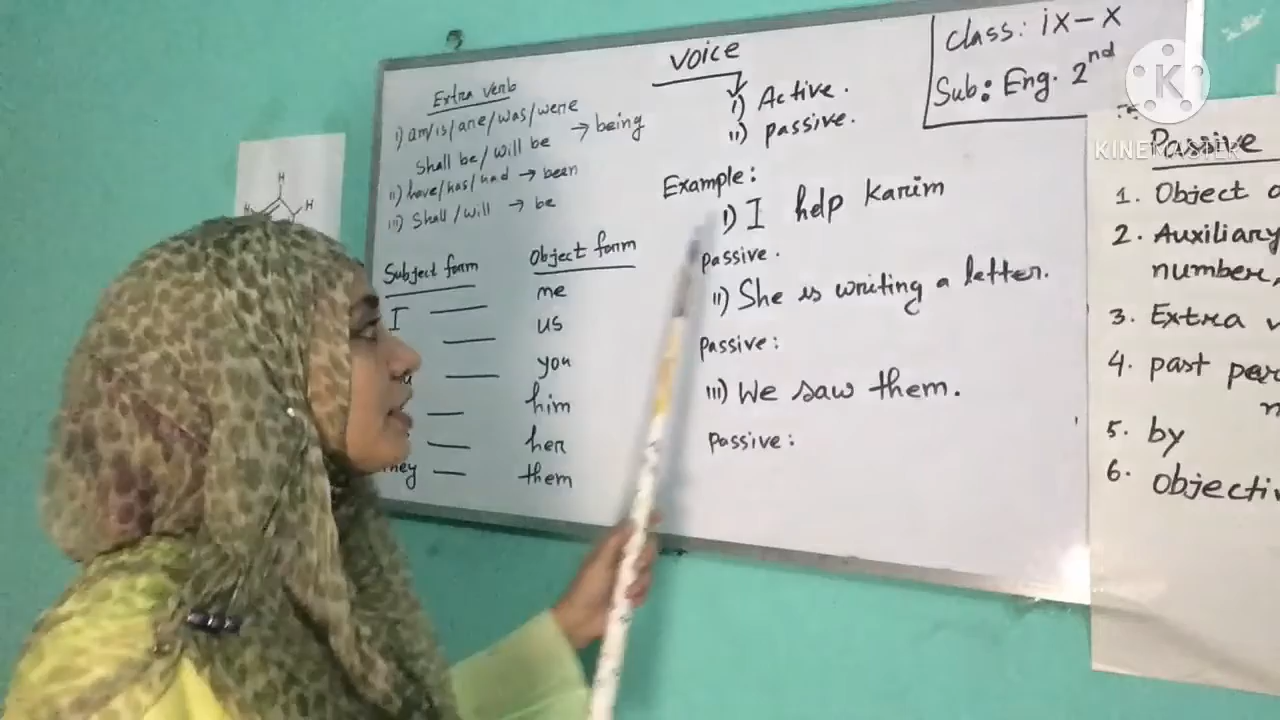 Extra verb
i) am/is/are/was/were
Shall be/will be → being
ii) have/has/had → been
iii) Shall/will → be
Subject form Object form
I — me
— us
— you
— him
— her
they — them
voice
i) Active.
ii) passive.
Example:
i) I help Karim
passive.
ii) She is writing a letter.
passive:
iii) We saw them.
passive:
class: ix-x
Sub: Eng. 2nd
K
KINEMASTER
Passive
1. Object
2. Auxiliary
number,
3. Extra
4. past
5. by
6.
H
H
H